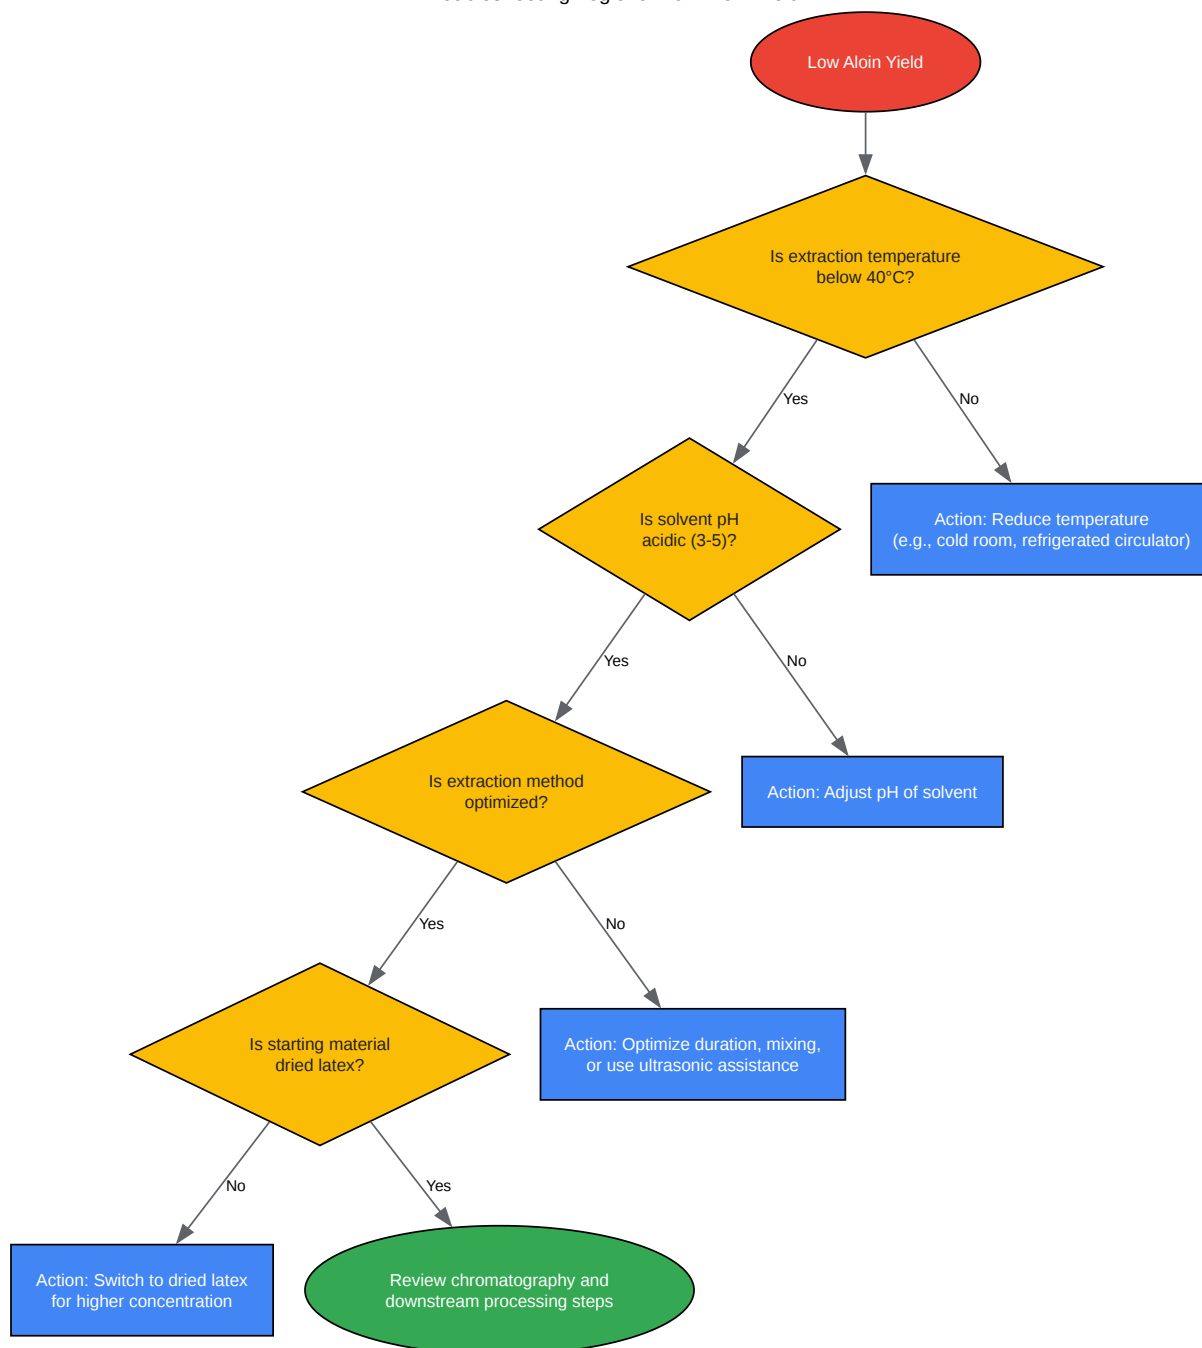 Low Aloin Yield
Is extraction temperature
below 40°C?
Yes
No
Is solvent pH
acidic (3-5)?
Action: Reduce temperature
(e.g., cold room, refrigerated circulator)
Yes
No
Is extraction method
optimized?
Action: Adjust pH of solvent
Yes
No
Is starting material
dried latex?
Action: Optimize duration, mixing,
or use ultrasonic assistance
No
Yes
Action: Switch to dried latex
for higher concentration
Review chromatography and
downstream processing steps